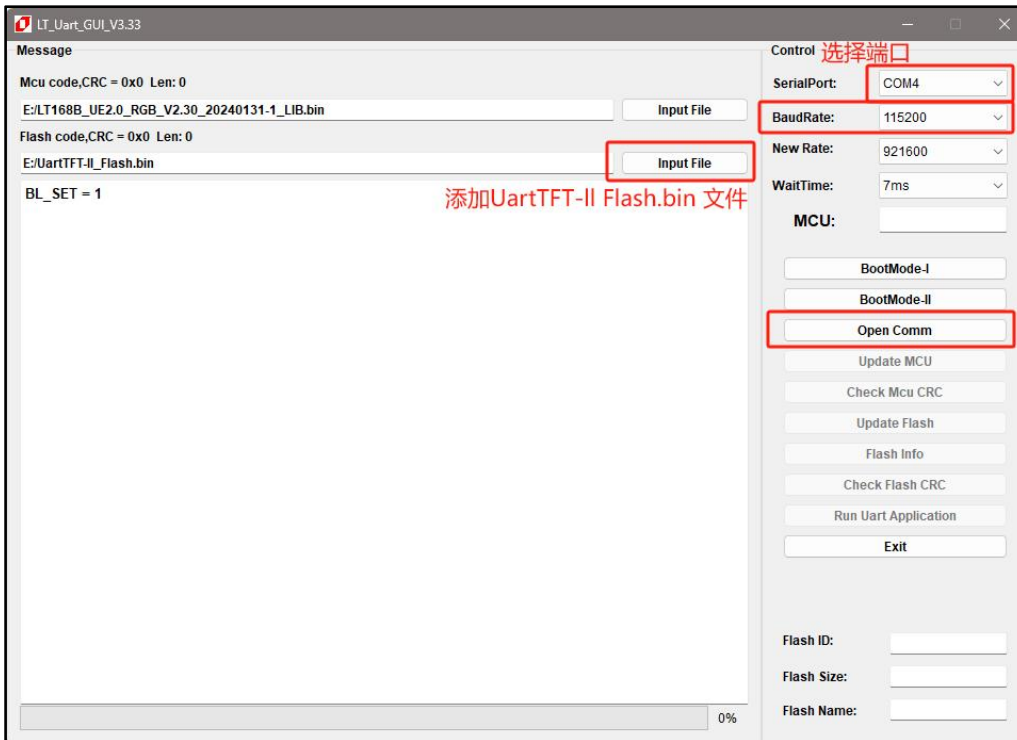 LT_Uart_GUI_V3.33
Message
Mcu code,CRC = 0x0 Len: 0
E:/LT168B_UE2.0_RGB_V2.30_20240131-1_LIB.bin
Input File
Flash code,CRC = 0x0 Len: 0
E:/UartTFT-II_Flash.bin
Input File
BL_SET = 1
添加UartTFT-ll Flash.bin 文件
0%
Control 选择端口
SerialPort: COM4
BaudRate: 115200
New Rate: 921600
WaitTime: 7ms
MCU:
BootMode-I
BootMode-II
Open Comm
Update MCU
Check Mcu CRC
Update Flash
Flash Info
Check Flash CRC
Run Uart Application
Exit
Flash ID:
Flash Size:
Flash Name: